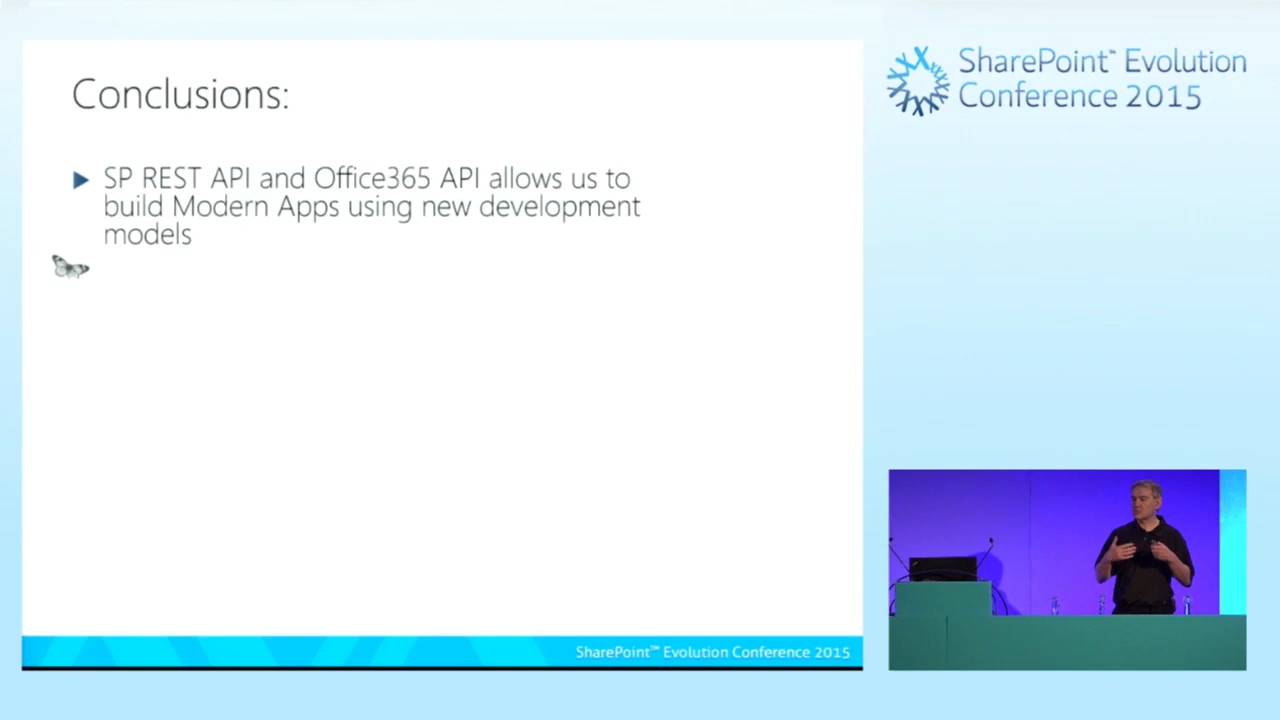 Conclusions:
SP REST API and Office365 API allows us to
build Modern Apps using new development
models
SharePoint™ Evolution Conference 2015
SharePoint™ Evolution
Conference 2015